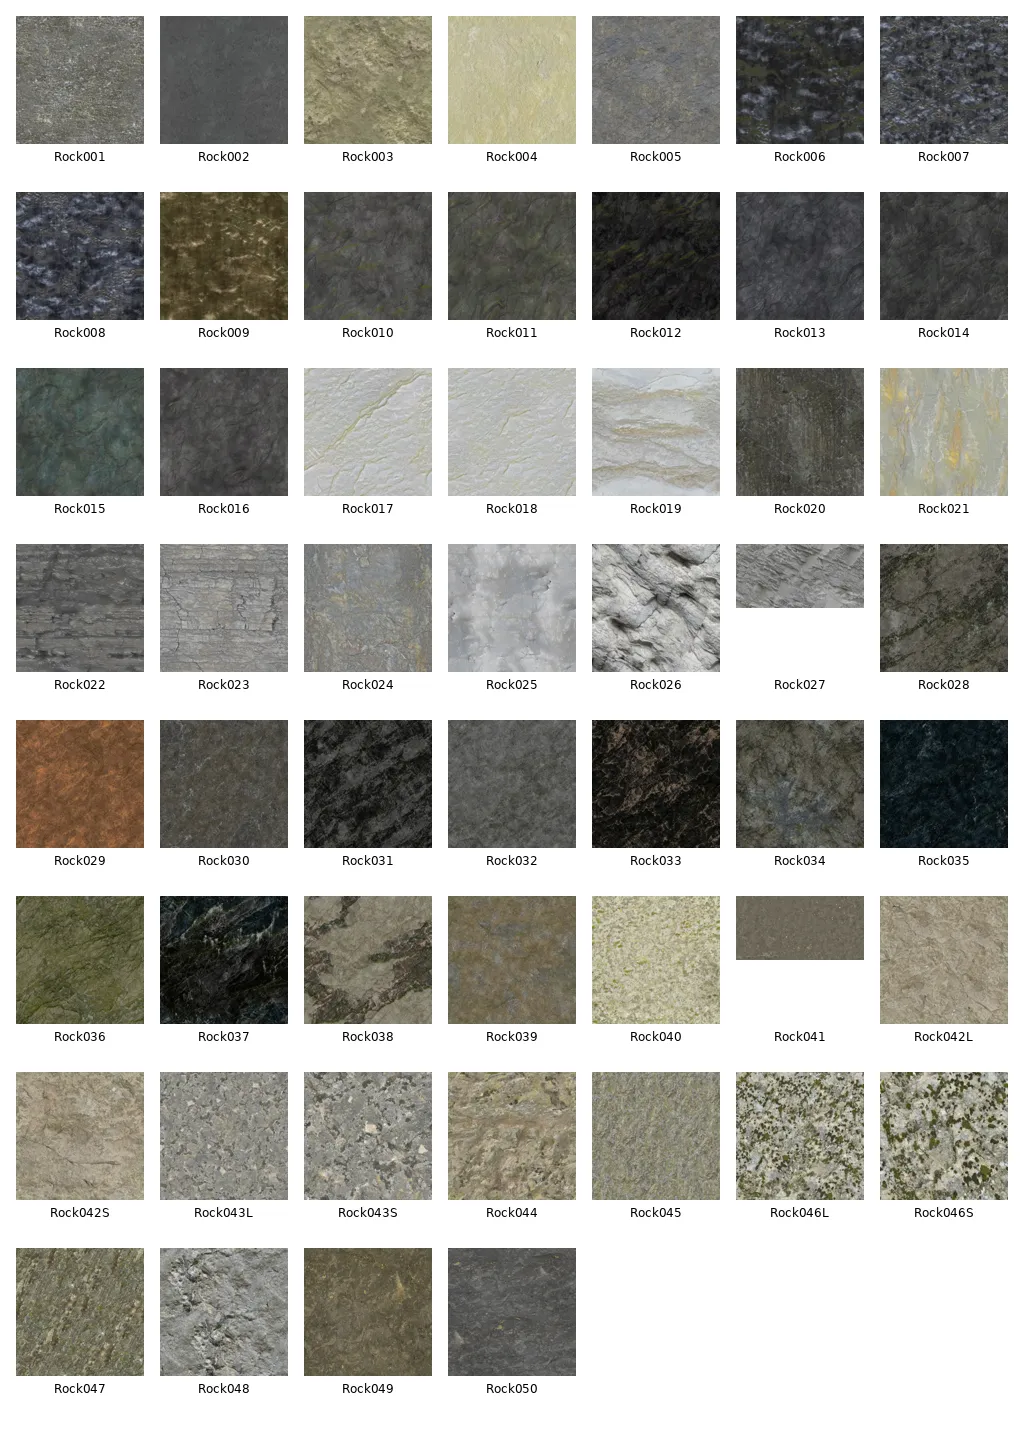 Rock001 Rock002 Rock003 Rock004 Rock005 Rock006 Rock007
Rock008 Rock009 Rock010 Rock011 Rock012 Rock013 Rock014
Rock015 Rock016 Rock017 Rock018 Rock019 Rock020 Rock021
Rock022 Rock023 Rock024 Rock025 Rock026 Rock027 Rock028
Rock029 Rock030 Rock031 Rock032 Rock033 Rock034 Rock035
Rock036 Rock037 Rock038 Rock039 Rock040 Rock041 Rock042L
Rock042S Rock043L Rock043S Rock044 Rock045 Rock046L Rock046S
Rock047 Rock048 Rock049 Rock050